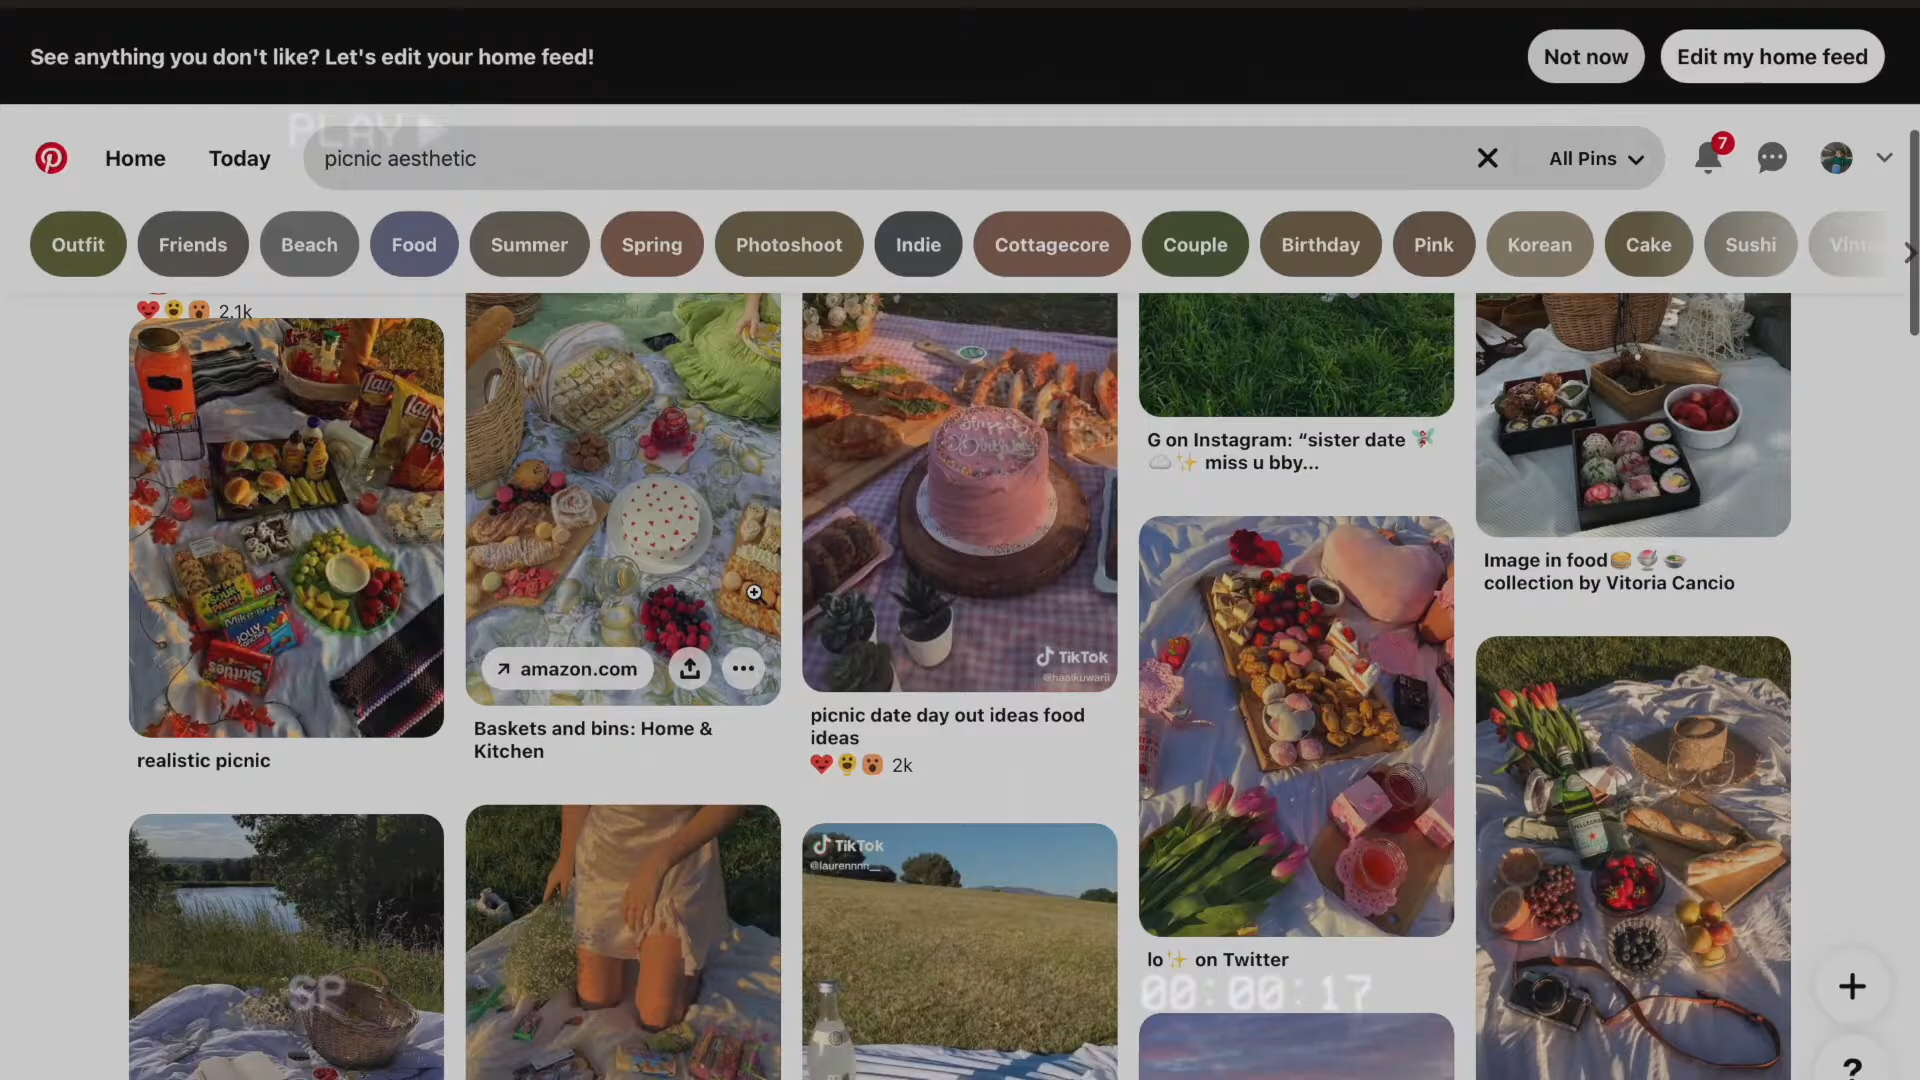 See anything you don't like? Let's edit your home feed!
Not now
Edit my home feed
PLAY
Home
Today
picnic aesthetic
All Pins
7
Outfit
Friends
Beach
Food
Summer
Spring
Photoshoot
Indie
Cottagecore
Couple
Birthday
Pink
Korean
Cake
Sushi
2.1k
realistic picnic
amazon.com
Baskets and bins: Home &
Kitchen
TikTok
@haaikuwarii
picnic date day out ideas food
ideas
2k
G on Instagram: “sister date
miss u bby...
Image in food
collection by Vitoria Cancio
TikTok
@laurennnn__
lo✨ on Twitter
SP
00:00:17
?